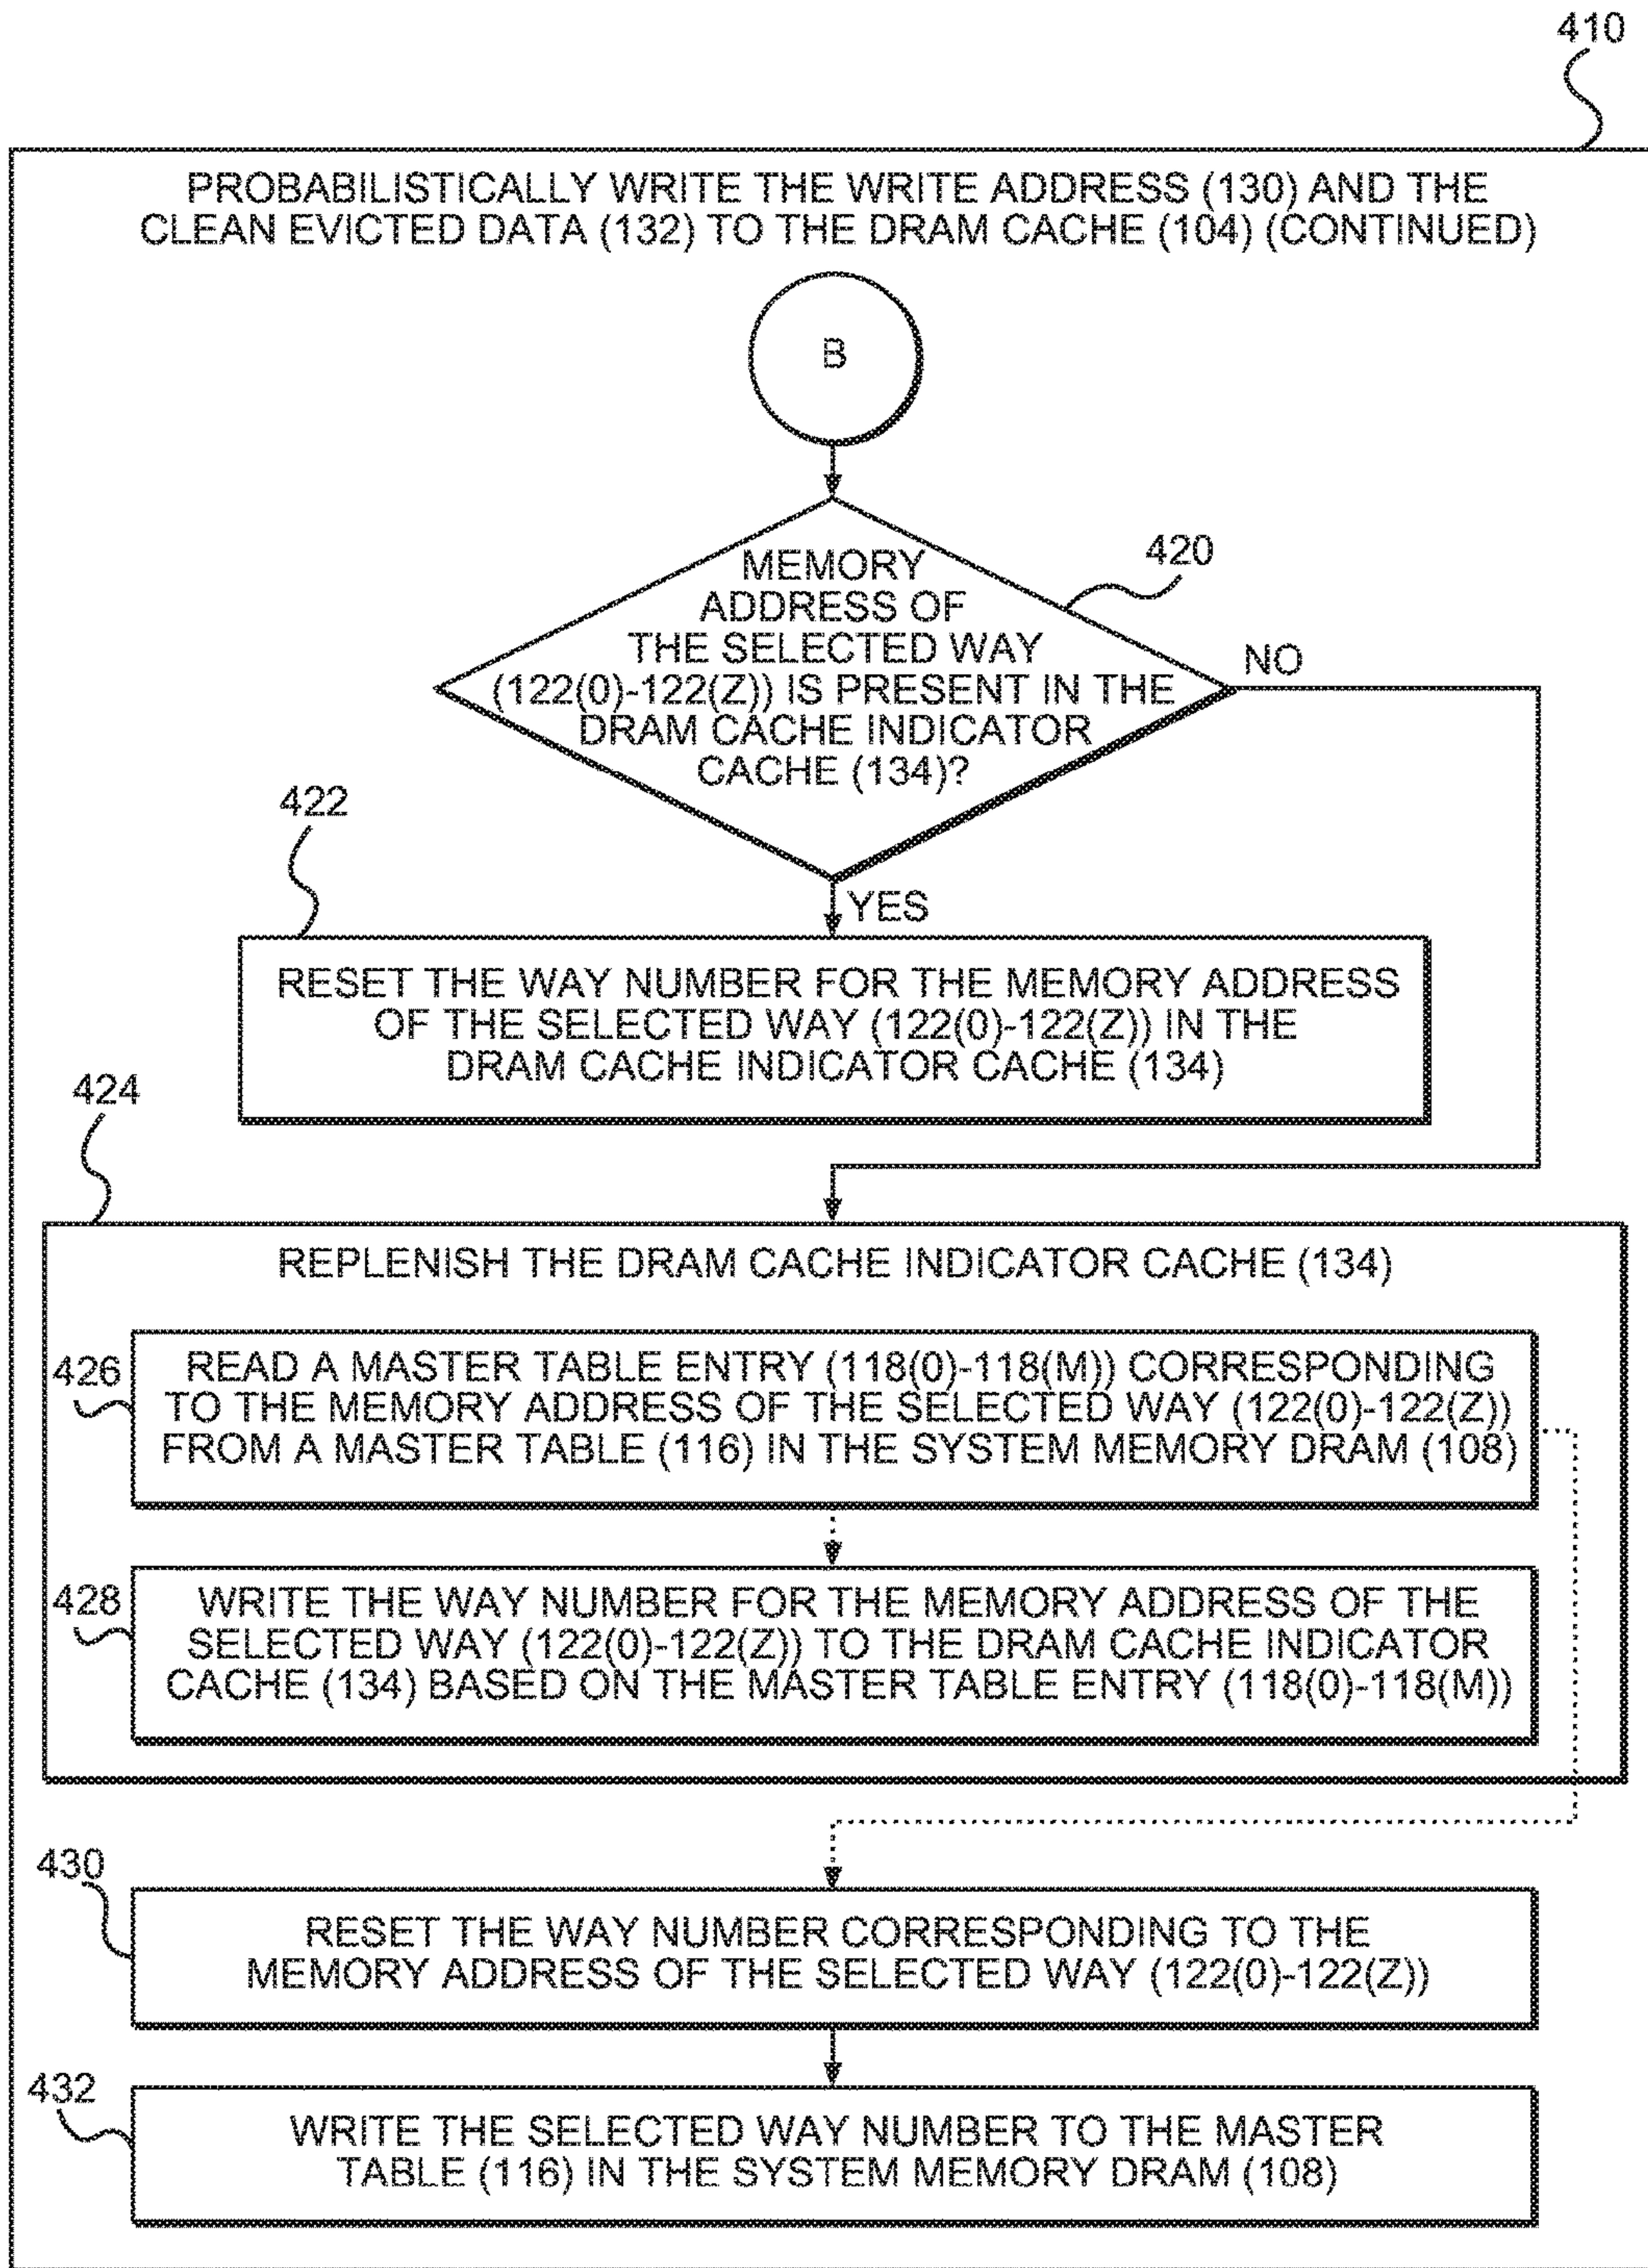 410
PROBABILISTICALLY WRITE THE WRITE ADDRESS (130) AND THE
CLEAN EVICTED DATA (132) TO THE DRAM CACHE (104) (CONTINUED)
B
MEMORY
ADDRESS OF
THE SELECTED WAY
(122(0)-122(Z)) IS PRESENT IN THE
DRAM CACHE INDICATOR
CACHE (134)?
420
NO
YES
422
RESET THE WAY NUMBER FOR THE MEMORY ADDRESS
OF THE SELECTED WAY (122(0)-122(Z)) IN THE
DRAM CACHE INDICATOR CACHE (134)
424
REPLENISH THE DRAM CACHE INDICATOR CACHE (134)
426
READ A MASTER TABLE ENTRY (118(0)-118(M)) CORRESPONDING
TO THE MEMORY ADDRESS OF THE SELECTED WAY (122(0)-122(Z))
FROM A MASTER TABLE (116) IN THE SYSTEM MEMORY DRAM (108)
428
WRITE THE WAY NUMBER FOR THE MEMORY ADDRESS OF THE
SELECTED WAY (122(0)-122(Z)) TO THE DRAM CACHE INDICATOR
CACHE (134) BASED ON THE MASTER TABLE ENTRY (118(0)-118(M))
430
RESET THE WAY NUMBER CORRESPONDING TO THE
MEMORY ADDRESS OF THE SELECTED WAY (122(0)-122(Z))
432
WRITE THE SELECTED WAY NUMBER TO THE MASTER
TABLE (116) IN THE SYSTEM MEMORY DRAM (108)